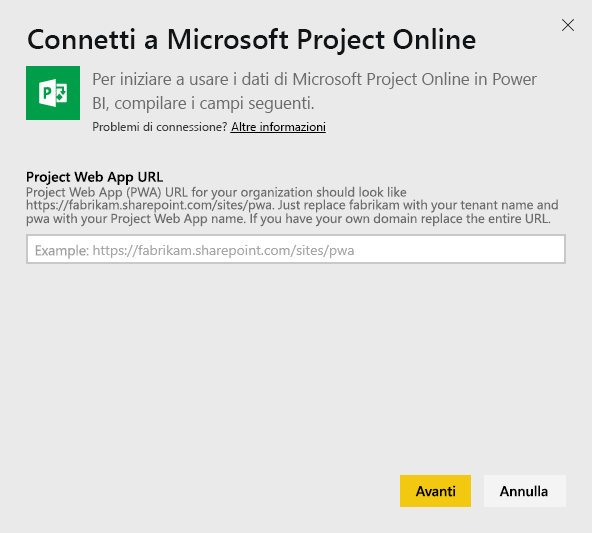 Connetti a Microsoft Project Online
Per iniziare a usare i dati di Microsoft Project Online in Power
BI, compilare i campi seguenti.
Problemi di connessione? Altre informazioni
Project Web App URL
Project Web App (PWA) URL for your organization should look like
https://fabrikam.sharepoint.com/sites/pwa. Just replace fabrikam with your tenant name and
pwa with your Project Web App name. If you have your own domain replace the entire URL.
Example: https://fabrikam.sharepoint.com/sites/pwa
Avanti
Annulla